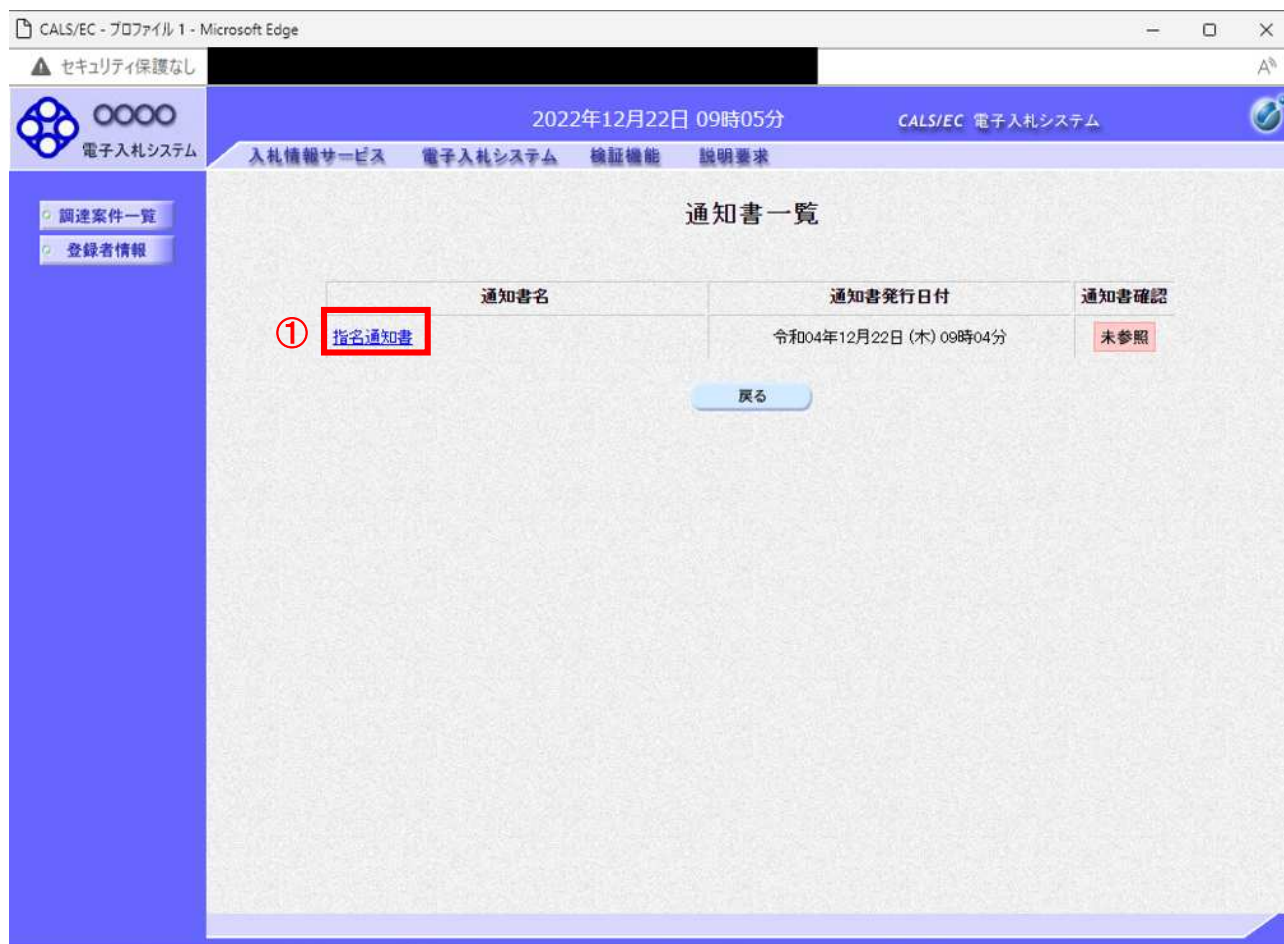 CALS/EC - プロファイル 1 - Microsoft Edge
セキュリティ保護なし
OOOO
電子入札システム
2022年12月22日 09時05分
CALS/EC 電子入札システム
入札情報サービス 電子入札システム 検証機能 説明要求
調達案件一覧
登録者情報
通知書一覧
通知書名 通知書発行日付 通知書確認
① 指名通知書 令和04年12月22日 (木) 09時04分 未参照
戻る